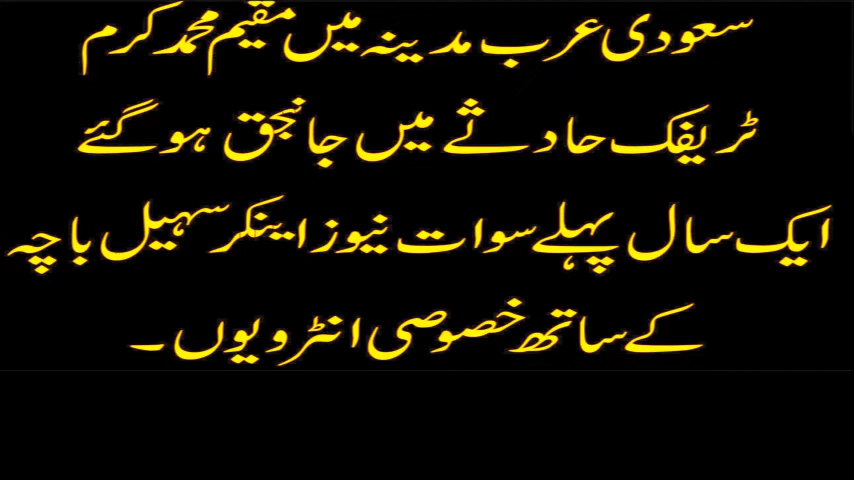 سعودی عرب مدینہ میں مقیم محمد کرم
ٹریفک حادثے میں جانبحق ہوگئے
ایک سال پہلے سوات نیوز اینکر سہیل باچہ
کے ساتھ خصوصی انٹرویوں ۔